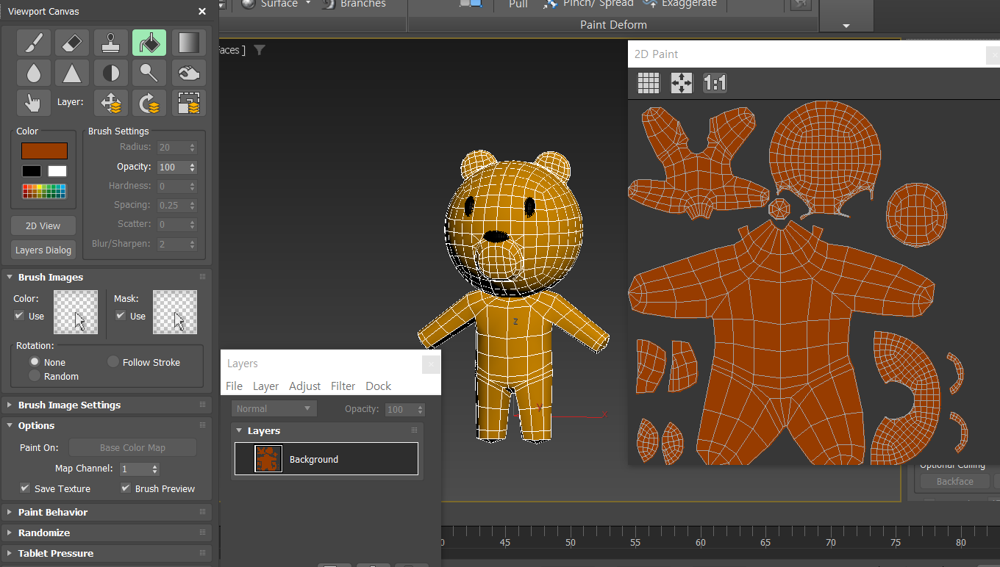 Viewport Canvas
Layer:
Color
Brush Settings
Radius: 20
Opacity: 100
Hardness: 0
Spacing: 0.25
Scatter: 0
Blur/Sharpen: 2
2D View
Layers Dialog
Brush Images
Color:
Use
Mask:
Use
Rotation:
None
Follow Stroke
Random
Brush Image Settings
Options
Paint On: Base Color Map
Map Channel: 1
Save Texture
Brush Preview
Paint Behavior
Randomize
Tablet Pressure
Surface
Branches
Pull
Pinch/ Spread
Exaggerate
Paint Deform
Faces ]
Z
Y
X
Layers
File Layer Adjust Filter Dock
Normal
Opacity: 100
Layers
Background
2D Paint
1:1
Optional Culling
Backface
0 45 50 55 60 65 70 75 80